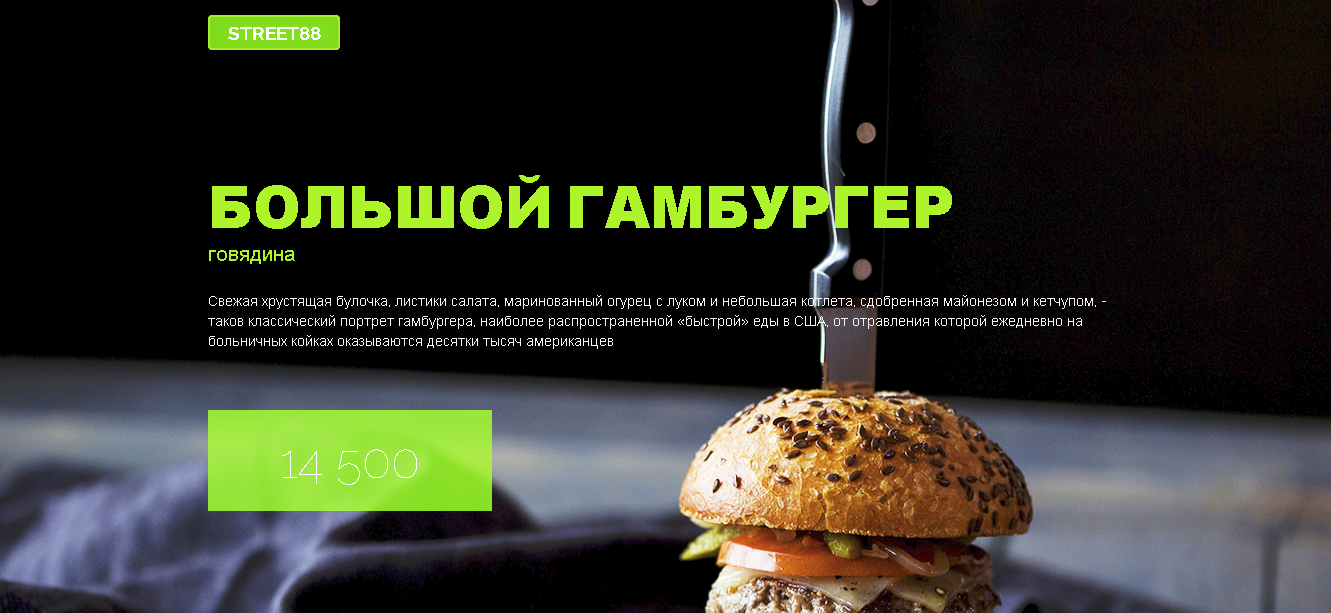 STREET88
БОЛЬШОЙ ГАМБУРГЕР
говядина
Свежая хрустящая булочка, листики салата, маринованный огурец с луком и небольшая котлета, сдобренная майонезом и кетчупом, -
таков классический портрет гамбургера, наиболее распространенной «быстрой» еды в США, от отравления которой ежедневно на
больничных койках оказываются десятки тысяч американцев
14 500